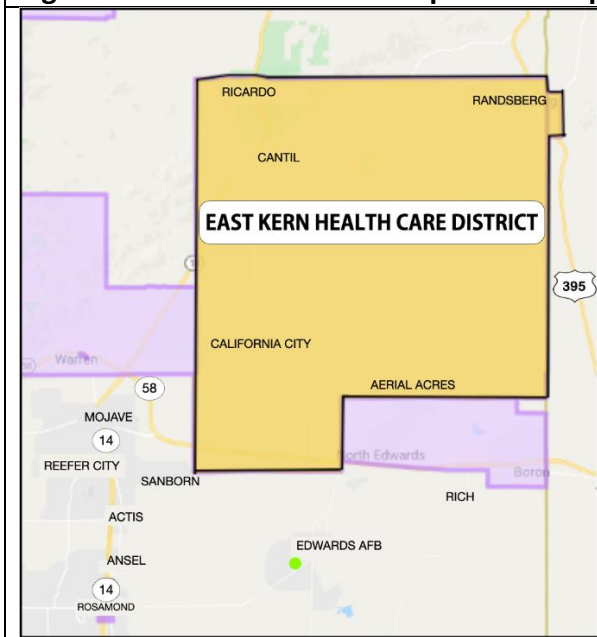 RICARDO
RANDSBERG
CANTIL
EAST KERN HEALTH CARE DISTRICT
395
CALIFORNIA CITY
Warren
AERIAL ACRES
58
MOJAVE
14
REEFER CITY
North Edwards
Boron
SANBORN
RICH
ACTIS
EDWARDS AFB
ANSEL
14
ROSAMOND